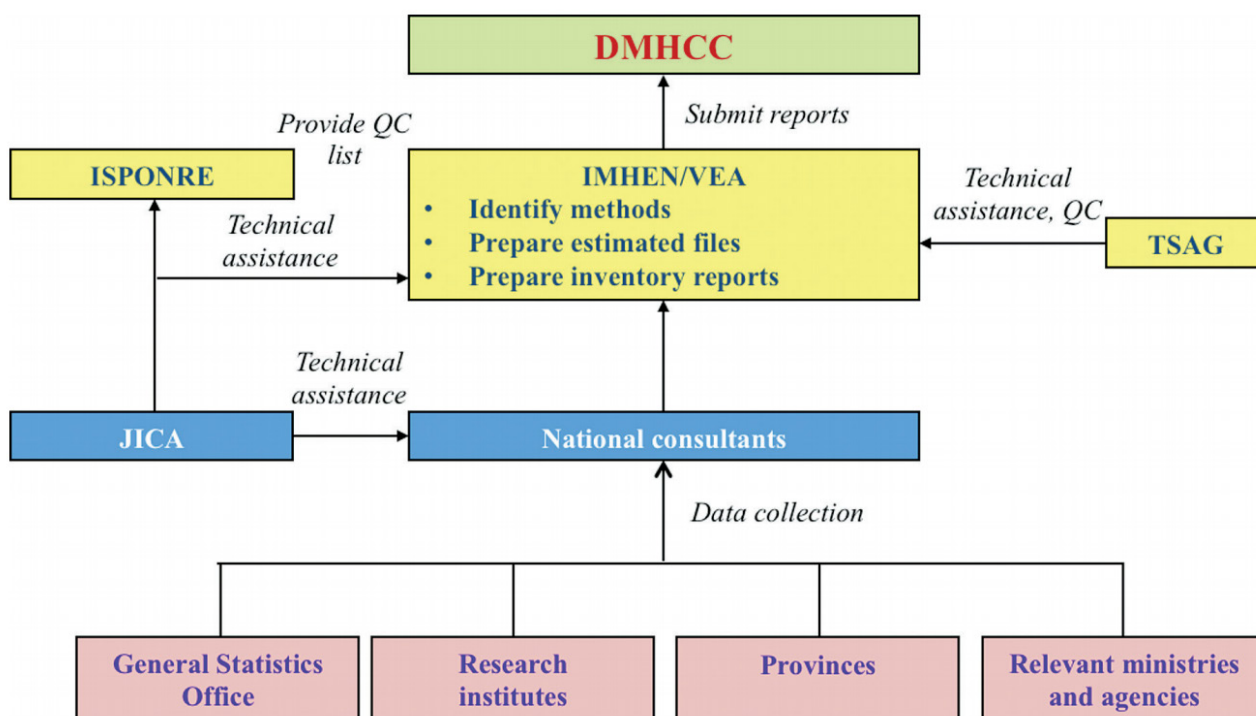 DMHCC
Submit reports
Provide QC
list
ISPONRE
IMHEN/VEA
• Identify methods
• Prepare estimated files
• Prepare inventory reports
Technical
assistance, QC
TSAG
Technical
assistance
Technical
assistance
JICA
National consultants
Data collection
General Statistics
Office
Research
institutes
Provinces
Relevant ministries
and agencies